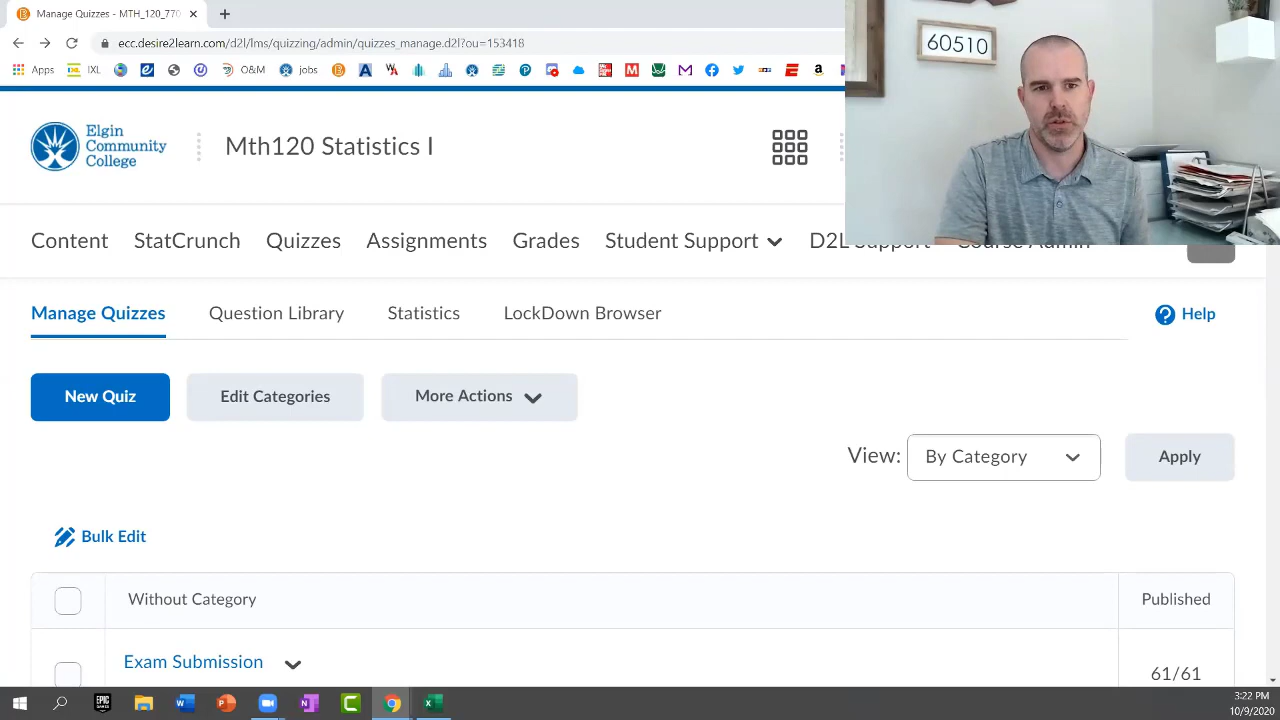 Manage Quizzes - MTH_120_770
ecc.desire2learn.com/d2l/lms/quizzing/admin/quizzes_manage.d2l?ou=153418
Apps IXL O&M jobs
60510
Elgin
Community
College
Mth120 Statistics I
Content StatCrunch Quizzes Assignments Grades Student Support D2L Support Course Admin
Manage Quizzes Question Library Statistics LockDown Browser Help
New Quiz Edit Categories More Actions
View: By Category Apply
Bulk Edit
Without Category Published
Exam Submission
61/61
3:22 PM
10/9/2020